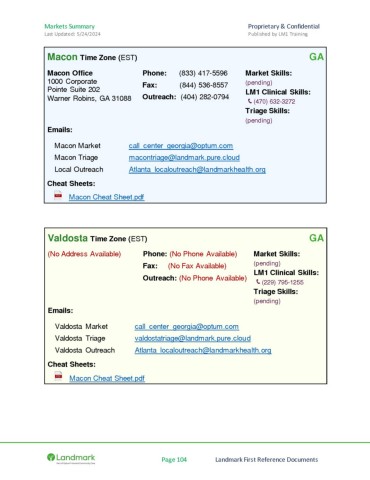 Markets Summary Proprietary & Confidential
Last Updated: 5/24/2024 Published by LM1 Training
Macon Time Zone (EST) GA
Macon Office
1000 Corporate
Pointe Suite 202
Warner Robins, GA 31088
Phone: (833) 417-5596
Fax: (844) 536-8557
Outreach: (404) 282-0794
Market Skills:
(pending)
LM1 Clinical Skills:
(470) 632-3272
Triage Skills:
(pending)
Emails:
Macon Market call_center_georgia@optum.com
Macon Triage macontriage@landmark.pure.cloud
Local Outreach Atlanta_localoutreach@landmarkhealth.org
Cheat Sheets:
Macon Cheat Sheet.pdf
Valdosta Time Zone (EST) GA
(No Address Available)
Phone: (No Phone Available)
Fax: (No Fax Available)
Outreach: (No Phone Available)
Market Skills:
(pending)
LM1 Clinical Skills:
(229) 795-1255
Triage Skills:
(pending)
Emails:
Valdosta Market call_center_georgia@optum.com
Valdosta Triage valdostatriage@landmark.pure.cloud
Valdosta Outreach Atlanta_localoutreach@landmarkhealth.org
Cheat Sheets:
Macon Cheat Sheet.pdf
Landmark Page 104 Landmark First Reference Documents